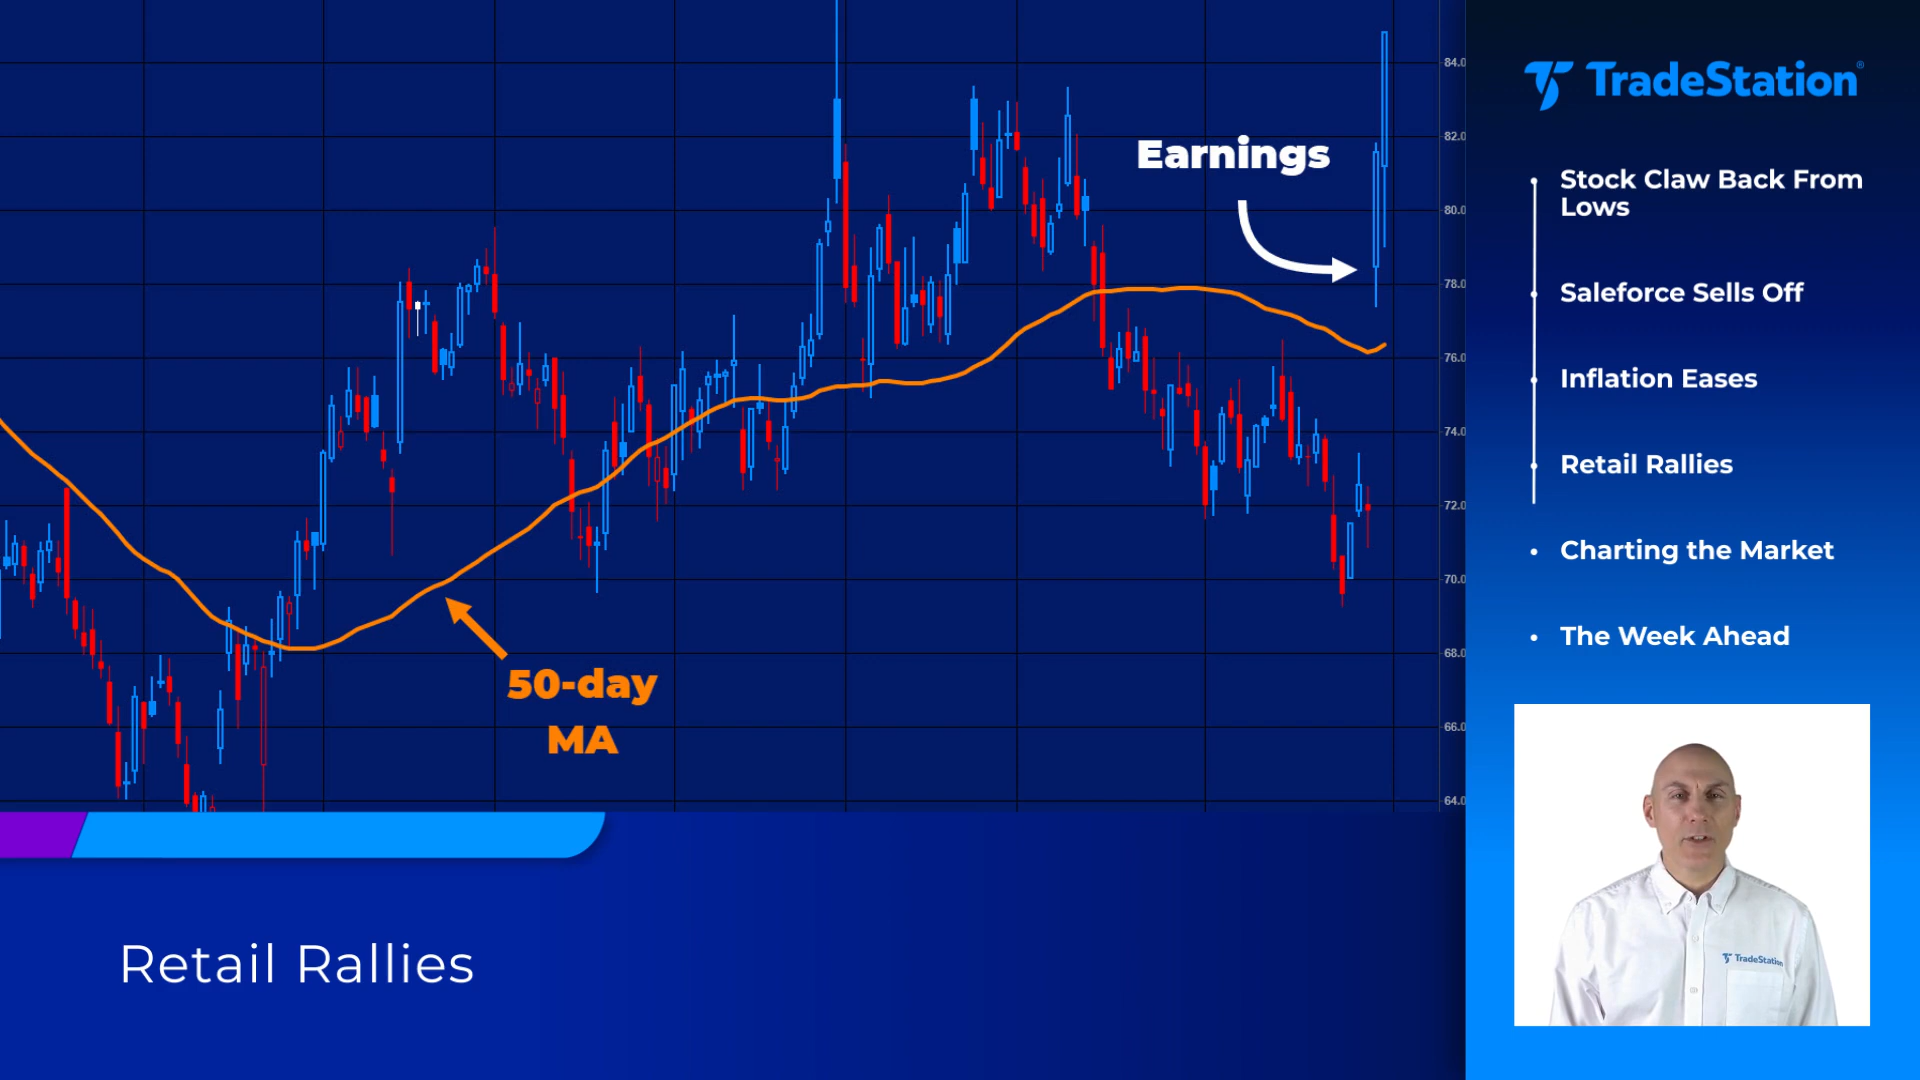 Earnings
50-day
MA
84.0
82.0
80.0
78.0
76.0
74.0
72.0
70.0
68.0
66.0
64.0
Retail Rallies
TradeStation®
Stock Claw Back From
Lows
Saleforce Sells Off
Inflation Eases
Retail Rallies
Charting the Market
The Week Ahead
TradeStation